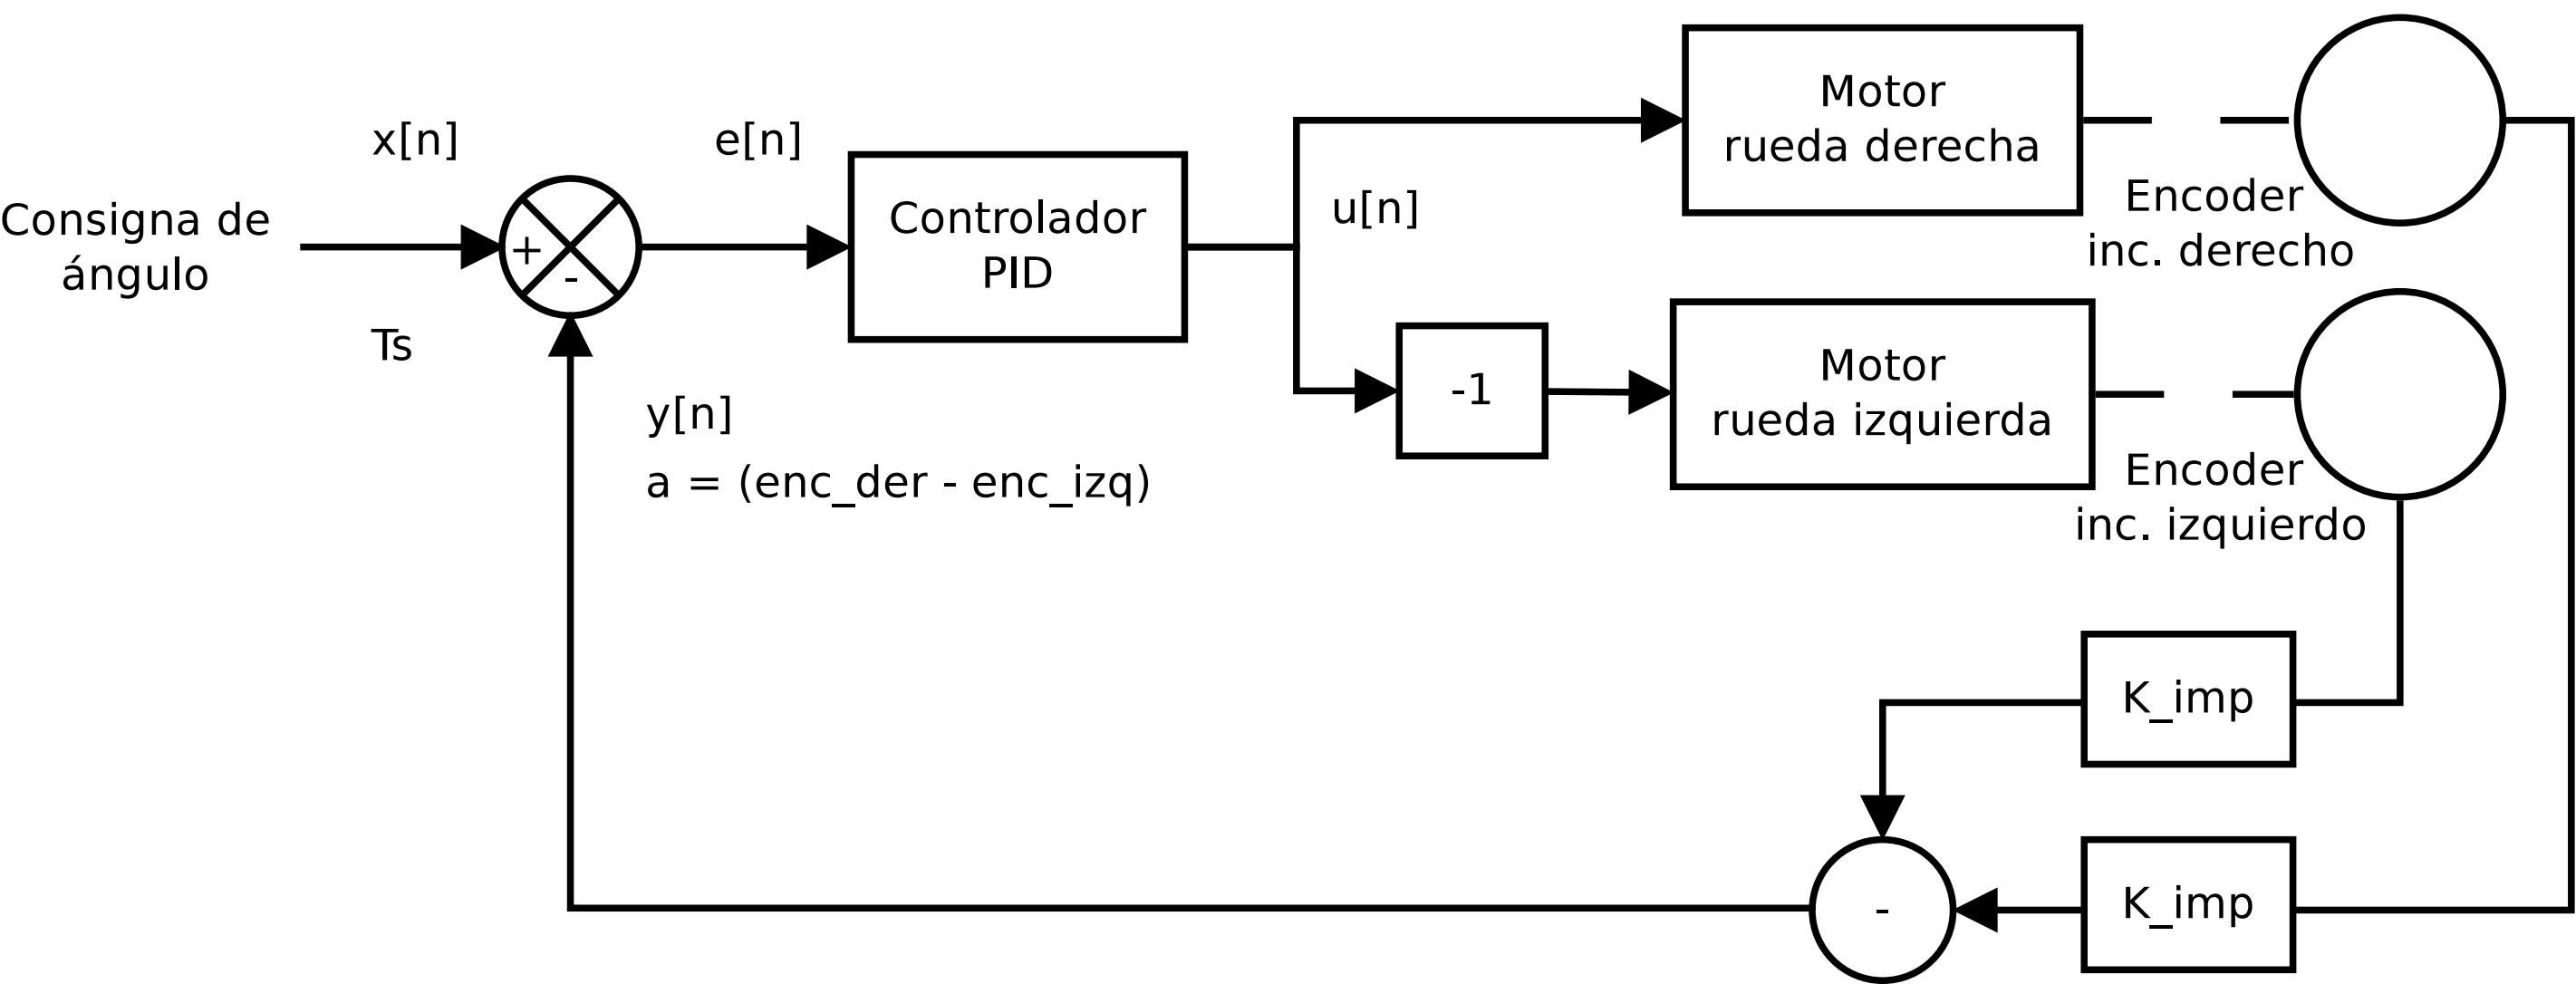 Consigna de
ángulo
x[n]
Ts
+
-
e[n]
Controlador
PID
u[n]
y[n]
a = (enc_der - enc_izq)
Motor
rueda derecha
Encoder
inc. derecho
-1
Motor
rueda izquierda
Encoder
inc. izquierdo
K_imp
K_imp
-